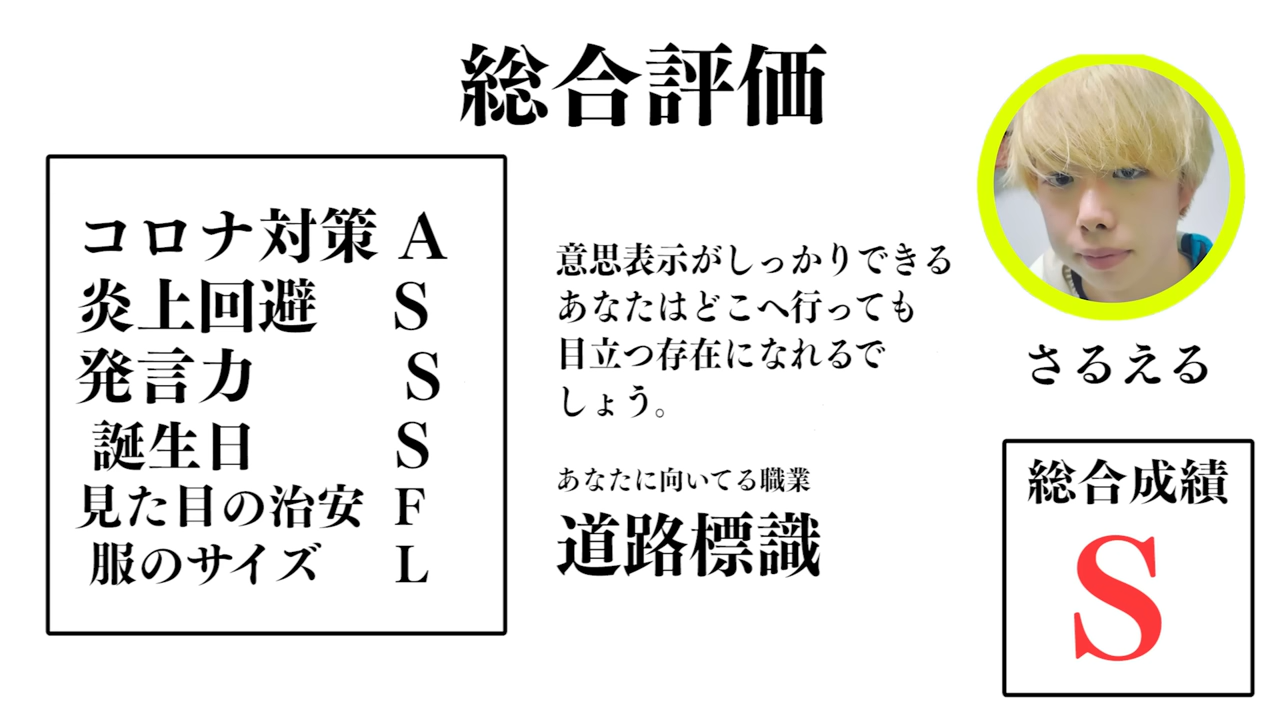 総合評価
コロナ対策 A
炎上回避 S
発言力 S
誕生日 S
見た目の治安 F
服のサイズ L
意思表示がしっかりできる
あなたはどこへ行っても
目立つ存在になれるで
しょう。
あなたに向いてる職業
道路標識
さるえる
総合成績
S